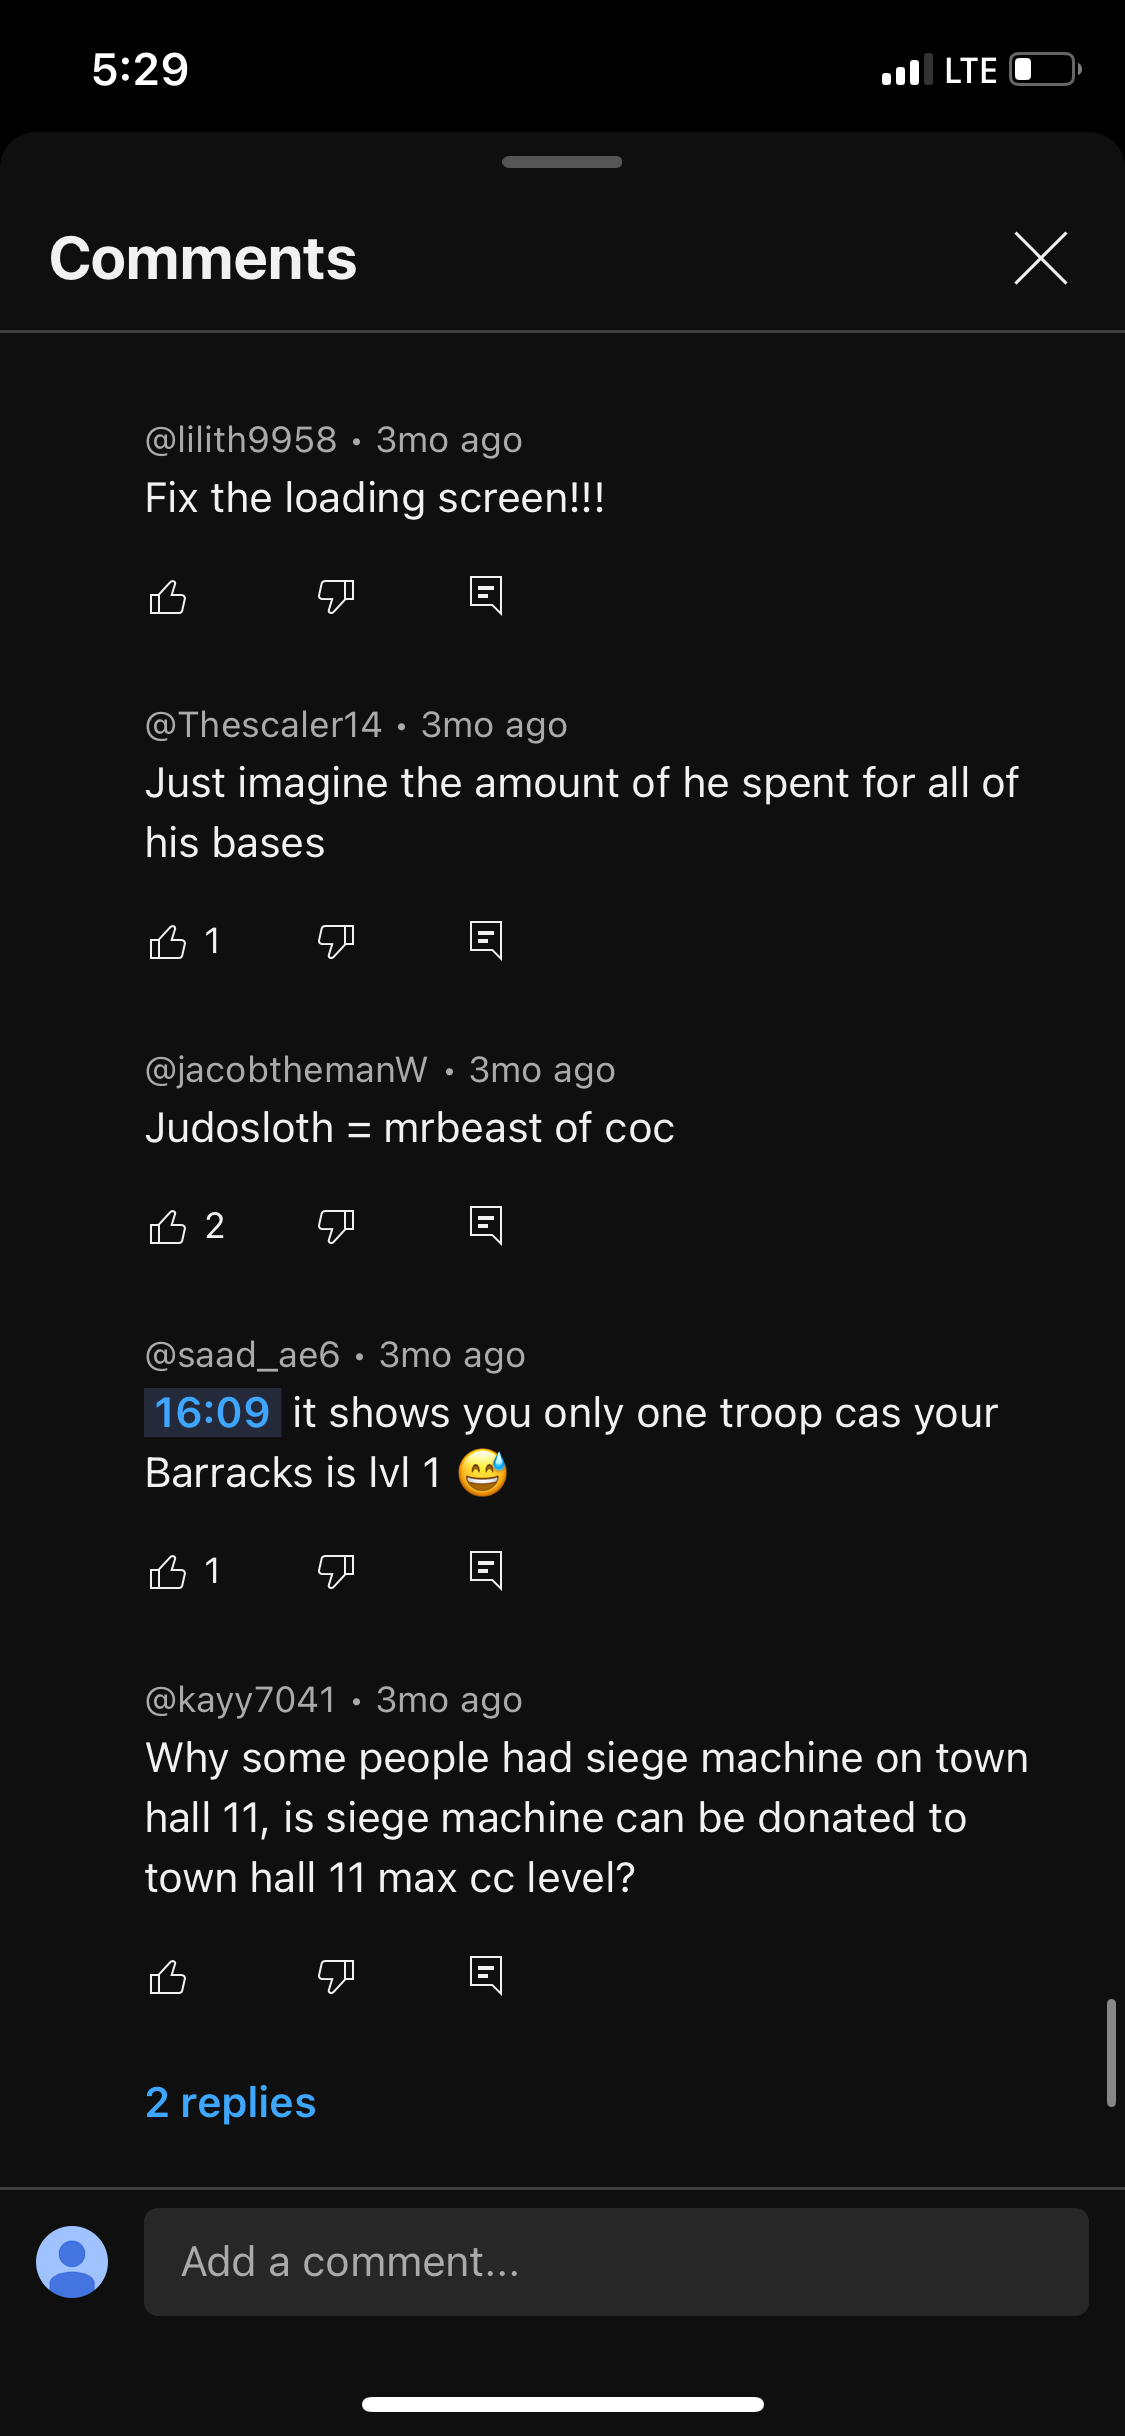 5:29
LTE
Comments
@lilith9958 • 3mo ago
Fix the loading screen!!!
@Thescaler14 • 3mo ago
Just imagine the amount of he spent for all of
his bases
1
@jacobthemanW • 3mo ago
Judosloth = mrbeast of coc
2
@saad_ae6 • 3mo ago
16:09 it shows you only one troop cas your
Barracks is lvl 1 😅
1
@kayy7041 • 3mo ago
Why some people had siege machine on town
hall 11, is siege machine can be donated to
town hall 11 max cc level?
2 replies
Add a comment...